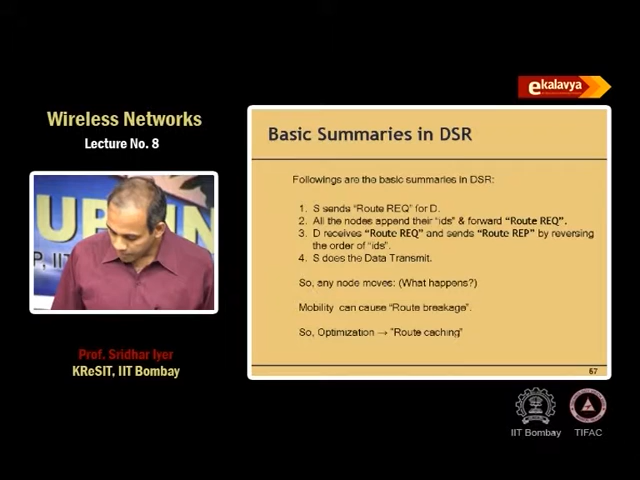 ekalavya
Wireless Networks
Lecture No. 8
Basic Summaries in DSR
Followings are the basic summaries in DSR:
1. S sends "Route REQ" for D.
2. All the nodes append their "ids" & forward "Route REQ".
3. D receives "Route REQ" and sends "Route REP" by reversing
the order of "ids".
4. S does the Data Transmit.
So, any node moves: (What happens?)
Mobility can cause "Route breakage".
So, Optimization → "Route caching"
67
Prof. Sridhar Iyer
KReSIT, IIT Bombay
IIT Bombay
TIFAC